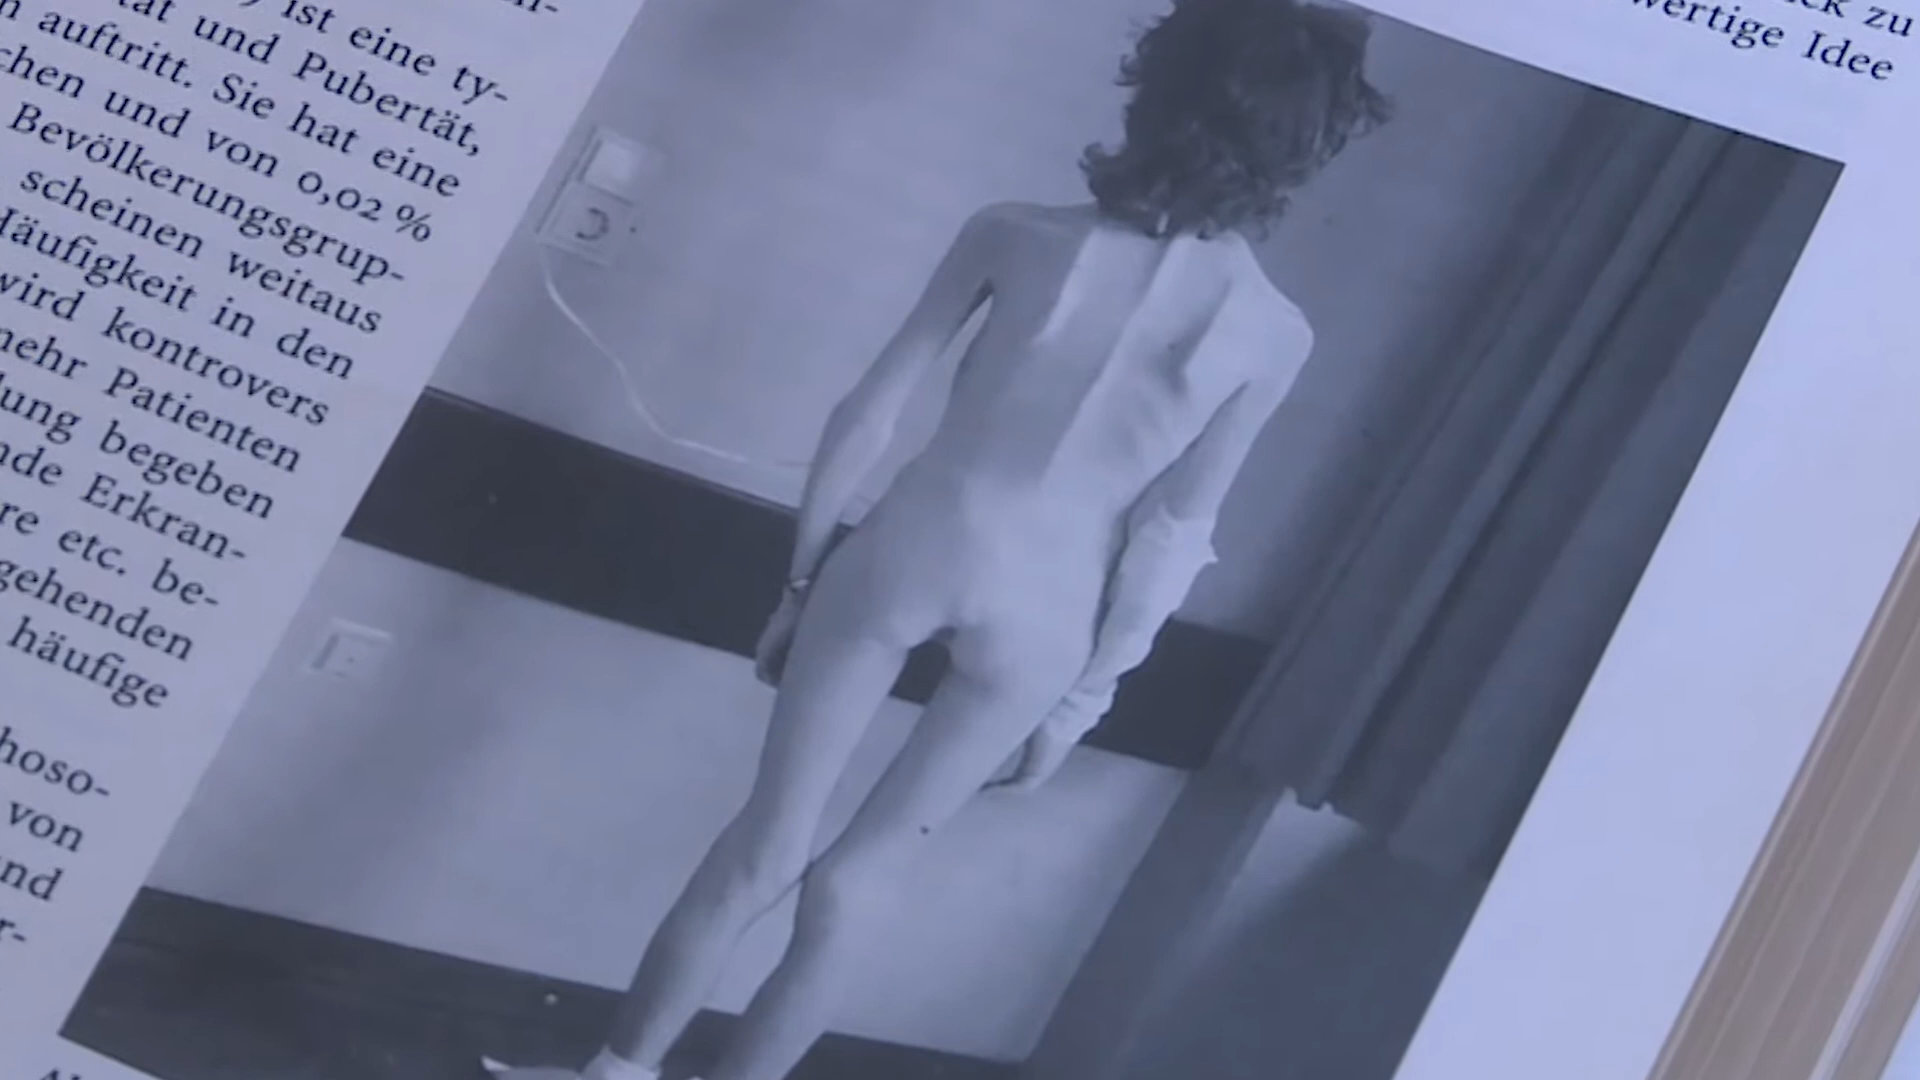 ist eine ty-
tät und Pubertät,
auftritt. Sie hat eine
chen und von 0,02 %
Bevölkerungsgrup-
scheinen weitaus
Häufigkeit in den
wird kontrovers
mehr Patienten
lung begeben
nde Erkran-
re etc. be-
gehenden
häufige
hoso-
von
nd
r-
ck zu
wertige Idee